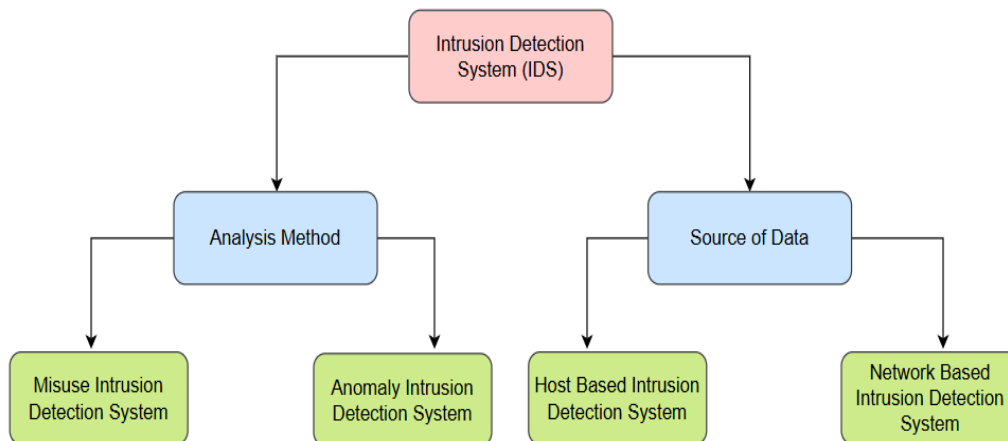 Intrusion Detection
System (IDS)
Analysis Method
Source of Data
Misuse Intrusion
Detection System
Anomaly Intrusion
Detection System
Host Based Intrusion
Detection System
Network Based
Intrusion Detection
System